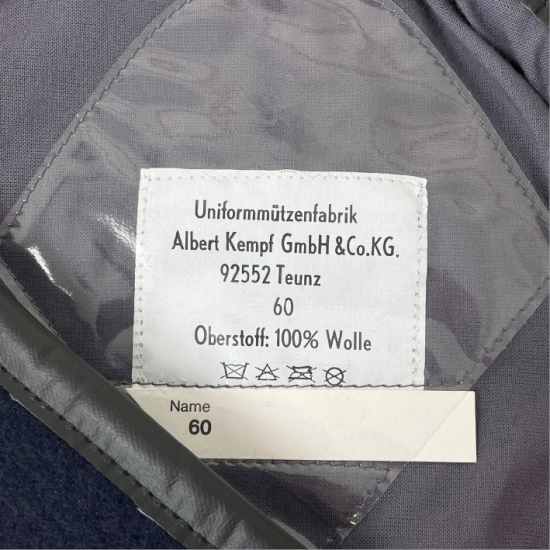 Uniformmützenfabrik
Albert Kempf GmbH &Co.KG.
92552 Teunz
60
Oberstoff: 100% Wolle
Name
60